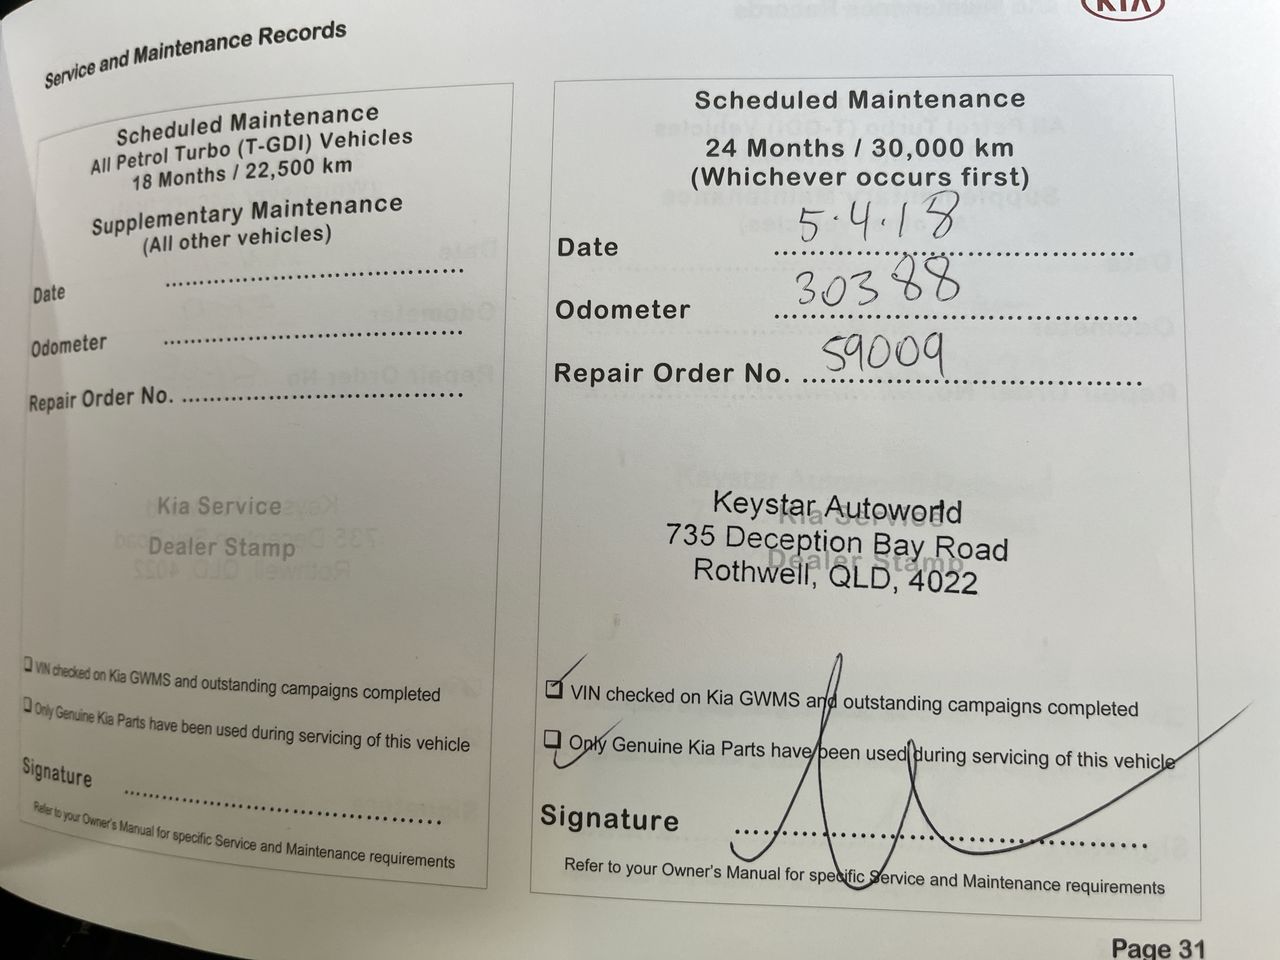 KIA
Service and Maintenance Records
Scheduled Maintenance
All Petrol Turbo (T-GDI) Vehicles
18 Months / 22,500 km
Supplementary Maintenance
(All other vehicles)
Date
Odometer
Repair Order No.
Kia Service
Dealer Stamp
VIN checked on Kia GWMS and outstanding campaigns completed
Only Genuine Kia Parts have been used during servicing of this vehicle
Signature
Refer to your Owner's Manual for specific Service and Maintenance requirements
Scheduled Maintenance
24 Months / 30,000 km
(Whichever occurs first)
Date 5.4.18
Odometer 30388
Repair Order No. 59009
Kia Service
Dealer Stamp
Keystar Autoworld
735 Deception Bay Road
Rothwell, QLD, 4022
VIN checked on Kia GWMS and outstanding campaigns completed
Only Genuine Kia Parts have been used during servicing of this vehicle
Signature
Refer to your Owner's Manual for specific Service and Maintenance requirements
Page 31